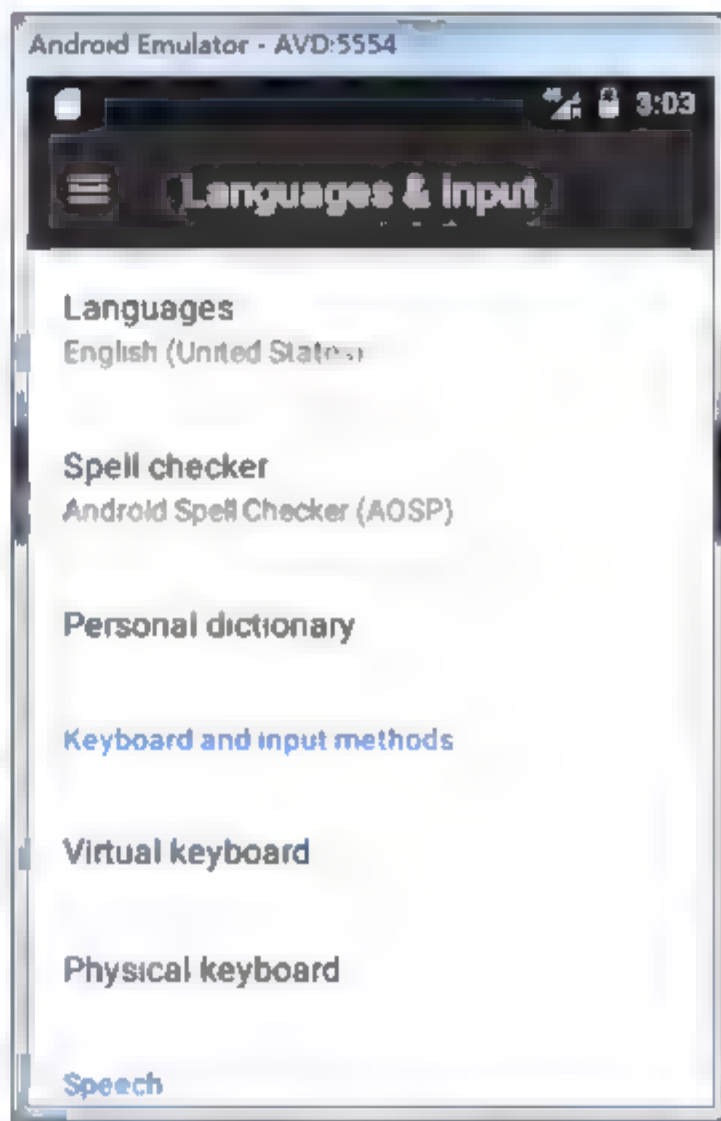 Android Emulator - AVD:5554
3:03
Languages & input
Languages
English (United States)
Spell checker
Android Spell Checker (AOSP)
Personal dictionary
Keyboard and input methods
Virtual keyboard
Physical keyboard
Speech